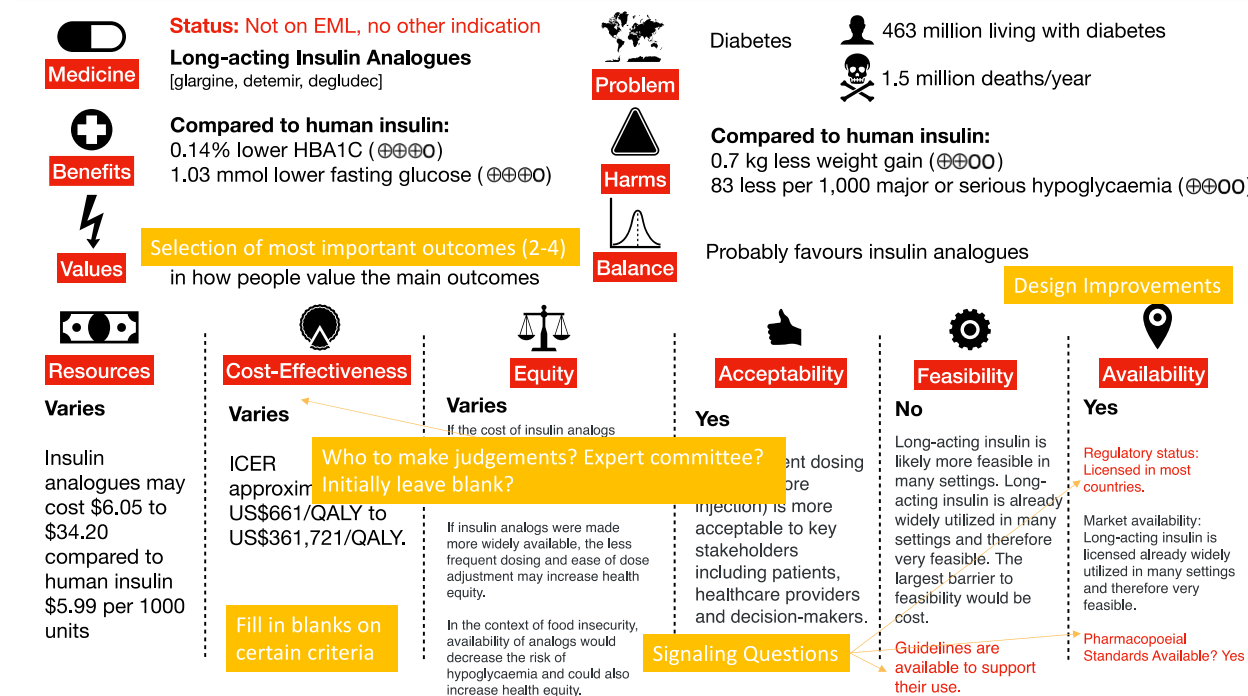 Status: Not on EML, no other indication
Long-acting Insulin Analogues
[glargine, detemir, degludec]
Medicine
Problem
Diabetes
463 million living with diabetes
1.5 million deaths/year
Benefits
Compared to human insulin:
0.14% lower HBA1C (⊕⊕⊕O)
1.03 mmol lower fasting glucose (⊕⊕⊕O)
Harms
Compared to human insulin:
0.7 kg less weight gain (⊕⊕OO)
83 less per 1,000 major or serious hypoglycaemia (⊕⊕OO)
Values
Selection of most important outcomes (2-4)
in how people value the main outcomes
Balance
Probably favours insulin analogues
Design Improvements
Resources
Varies
Insulin
analogues may
cost $6.05 to
$34.20
compared to
human insulin
$5.99 per 1000
units
Cost-Effectiveness
Varies
ICER
US$661/QALY to
US$361,721/QALY.
Fill in blanks on
certain criteria
Equity
Varies
If the cost of insulin analogs
Who to make judgements? Expert committee?
Initially leave blank?
If insulin analogs were made
more widely available, the less
frequent dosing and ease of dose
adjustment may increase health
equity.
In the context of food insecurity,
availability of analogs would
decrease the risk of
hypoglycaemia and could also
increase health equity.
Acceptability
Yes
dosing
injection) is more
acceptable to key
stakeholders
including patients,
healthcare providers
and decision-makers.
Signaling Questions
Feasibility
No
Long-acting insulin is
likely more feasible in
many settings. Long-
acting insulin is already
widely utilized in many
settings and therefore
very feasible. The
largest barrier to
feasibility would be
cost.
Guidelines are
available to support
their use.
Availability
Yes
Regulatory status:
Licensed in most
countries.
Market availability:
Long-acting insulin is
licensed already widely
utilized in many settings
and therefore very
feasible.
Pharmacopoeial
Standards Available? Yes